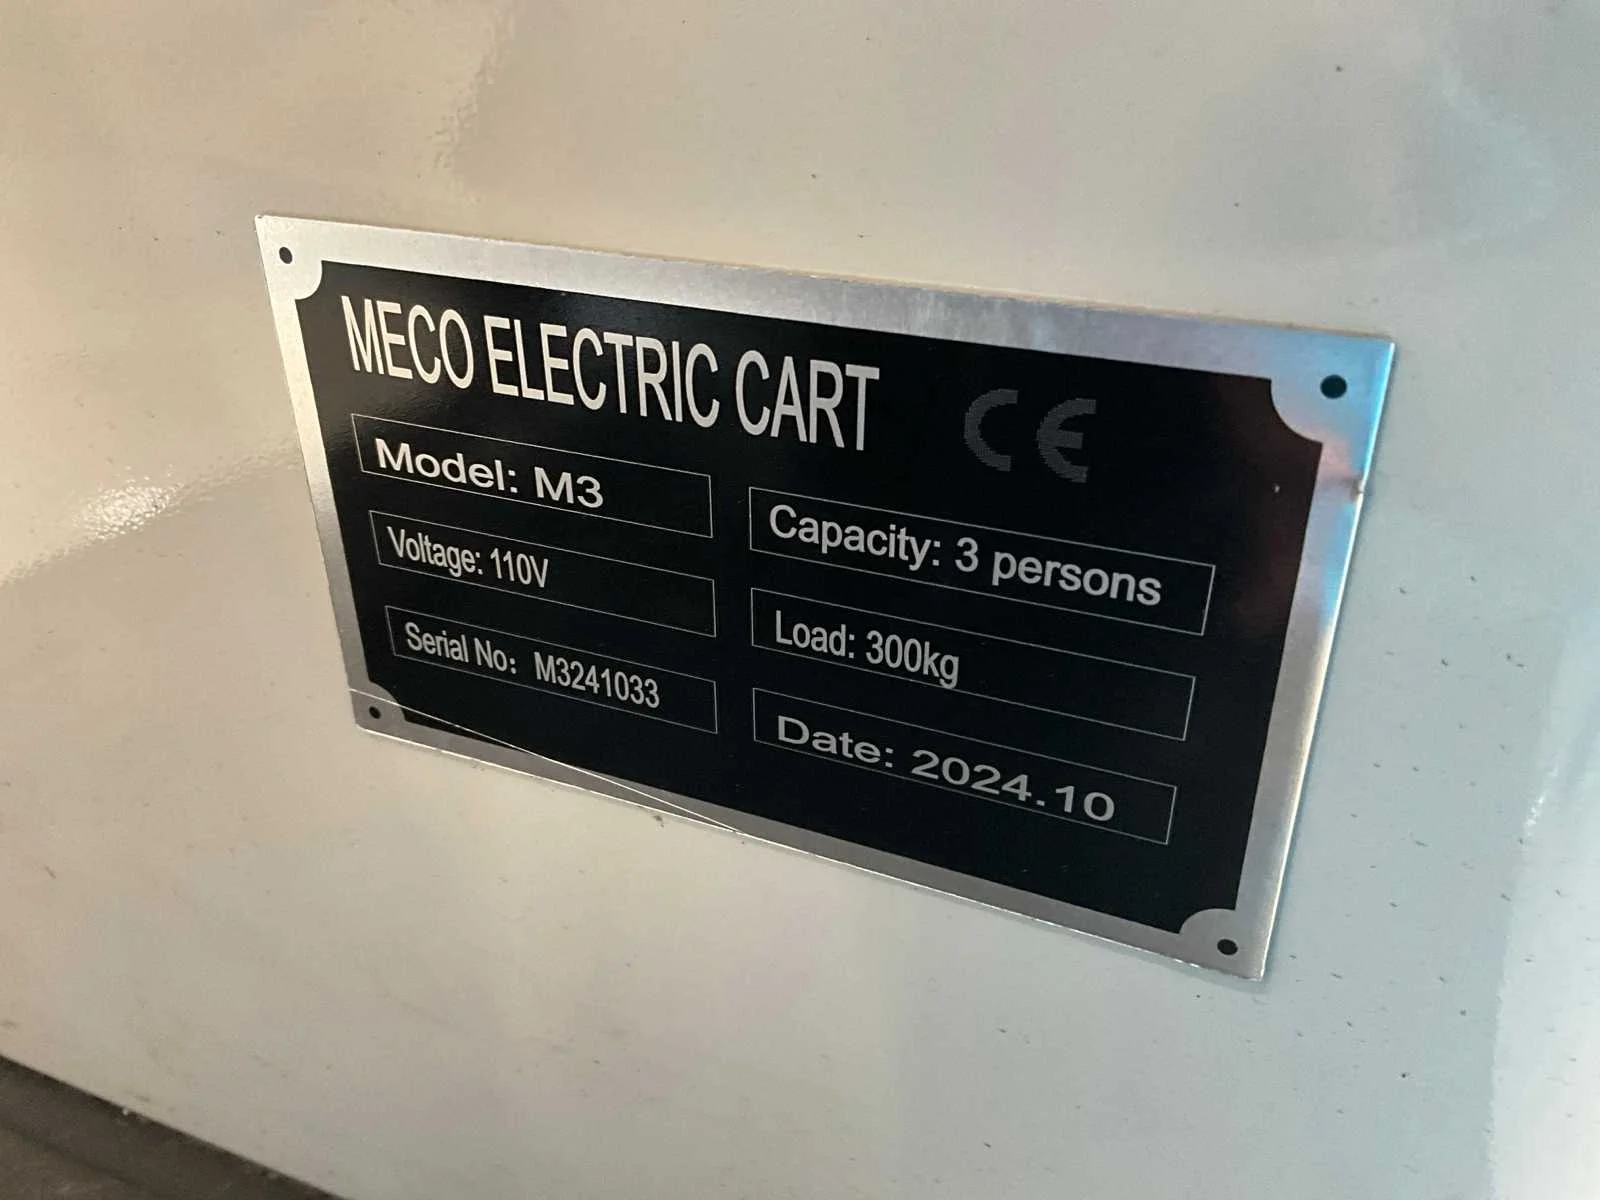 MECO ELECTRIC CART CE
Model: M3
Capacity: 3 persons
Voltage: 110V
Load: 300kg
Serial No: M3241033
Date: 2024.10